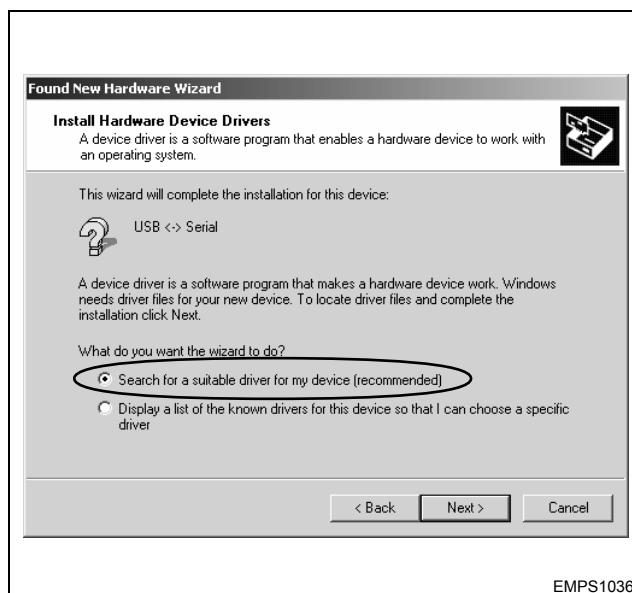 Found New Hardware Wizard
Install Hardware Device Drivers
A device driver is a software program that enables a hardware device to work with
an operating system.
This wizard will complete the installation for this device:
USB <-> Serial
A device driver is a software program that makes a hardware device work. Windows
needs driver files for your new device. To locate driver files and complete the
installation click Next.
What do you want the wizard to do?
Search for a suitable driver for my device (recommended)
Display a list of the known drivers for this device so that I can choose a specific
driver
< Back Next > Cancel
EMPS1036